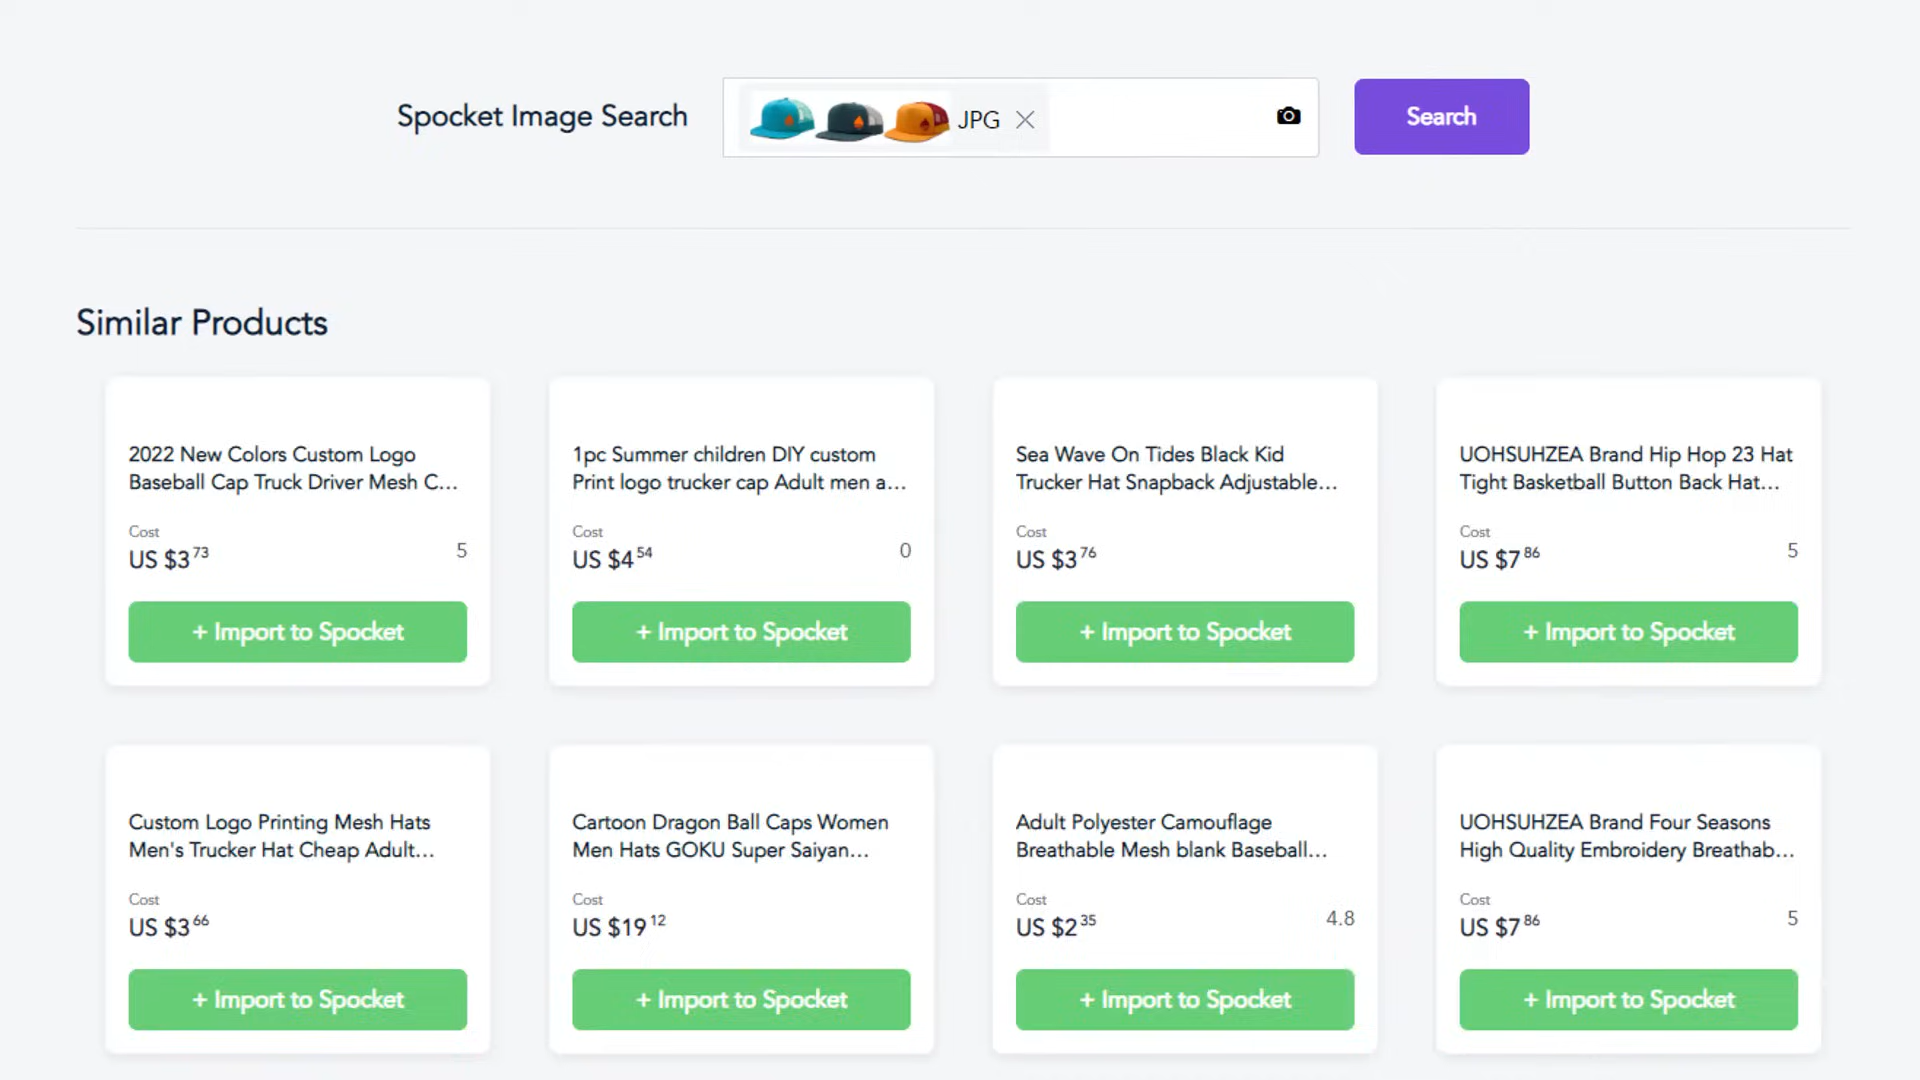 Spocket Image Search
JPG
Search
Similar Products
2022 New Colors Custom Logo
Baseball Cap Truck Driver Mesh C...
Cost
US $3 73
5
+ Import to Spocket
1pc Summer children DIY custom
Print logo trucker cap Adult men a...
Cost
US $4 54
0
+ Import to Spocket
Sea Wave On Tides Black Kid
Trucker Hat Snapback Adjustable...
Cost
US $3 76
+ Import to Spocket
UOHSUHZEA Brand Hip Hop 23 Hat
Tight Basketball Button Back Hat...
Cost
US $7 86
5
+ Import to Spocket
Custom Logo Printing Mesh Hats
Men's Trucker Hat Cheap Adult...
Cost
US $3 66
+ Import to Spocket
Cartoon Dragon Ball Caps Women
Men Hats GOKU Super Saiyan...
Cost
US $19 12
+ Import to Spocket
Adult Polyester Camouflage
Breathable Mesh blank Baseball...
Cost
US $2 35
4.8
+ Import to Spocket
UOHSUHZEA Brand Four Seasons
High Quality Embroidery Breathab...
Cost
US $7 86
5
+ Import to Spocket